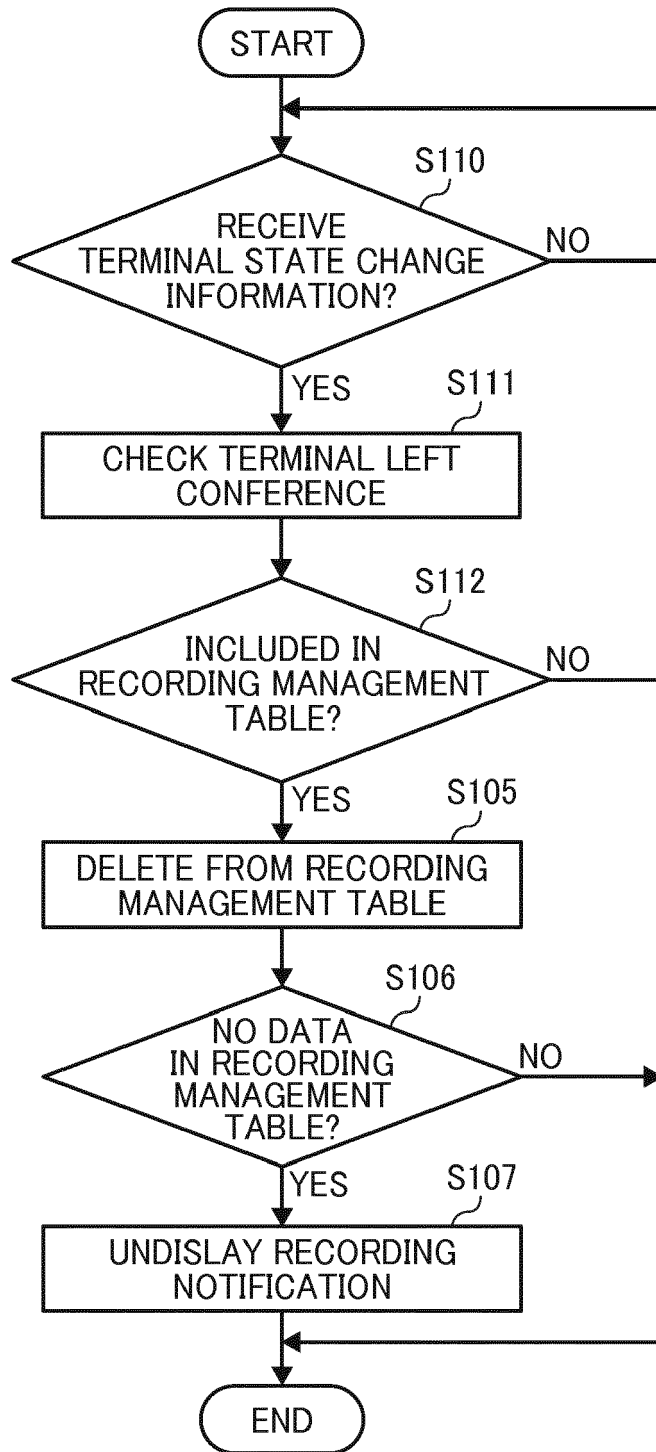 START
S110
RECEIVE
TERMINAL STATE CHANGE
INFORMATION?
NO
YES
S111
CHECK TERMINAL LEFT
CONFERENCE
S112
INCLUDED IN
RECORDING MANAGEMENT
TABLE?
NO
YES
S105
DELETE FROM RECORDING
MANAGEMENT TABLE
S106
NO DATA
IN RECORDING
MANAGEMENT
TABLE?
NO
YES
S107
UNDISLAY RECORDING
NOTIFICATION
END